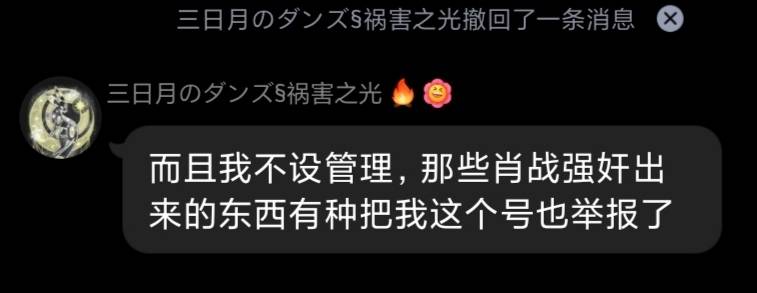 三日月のダンズ§祸害之光撤回了一条消息
三日月のダンズ§祸害之光🔥
而且我不设管理，那些肖战强奸出
来的东西有种把我这个号也举报了